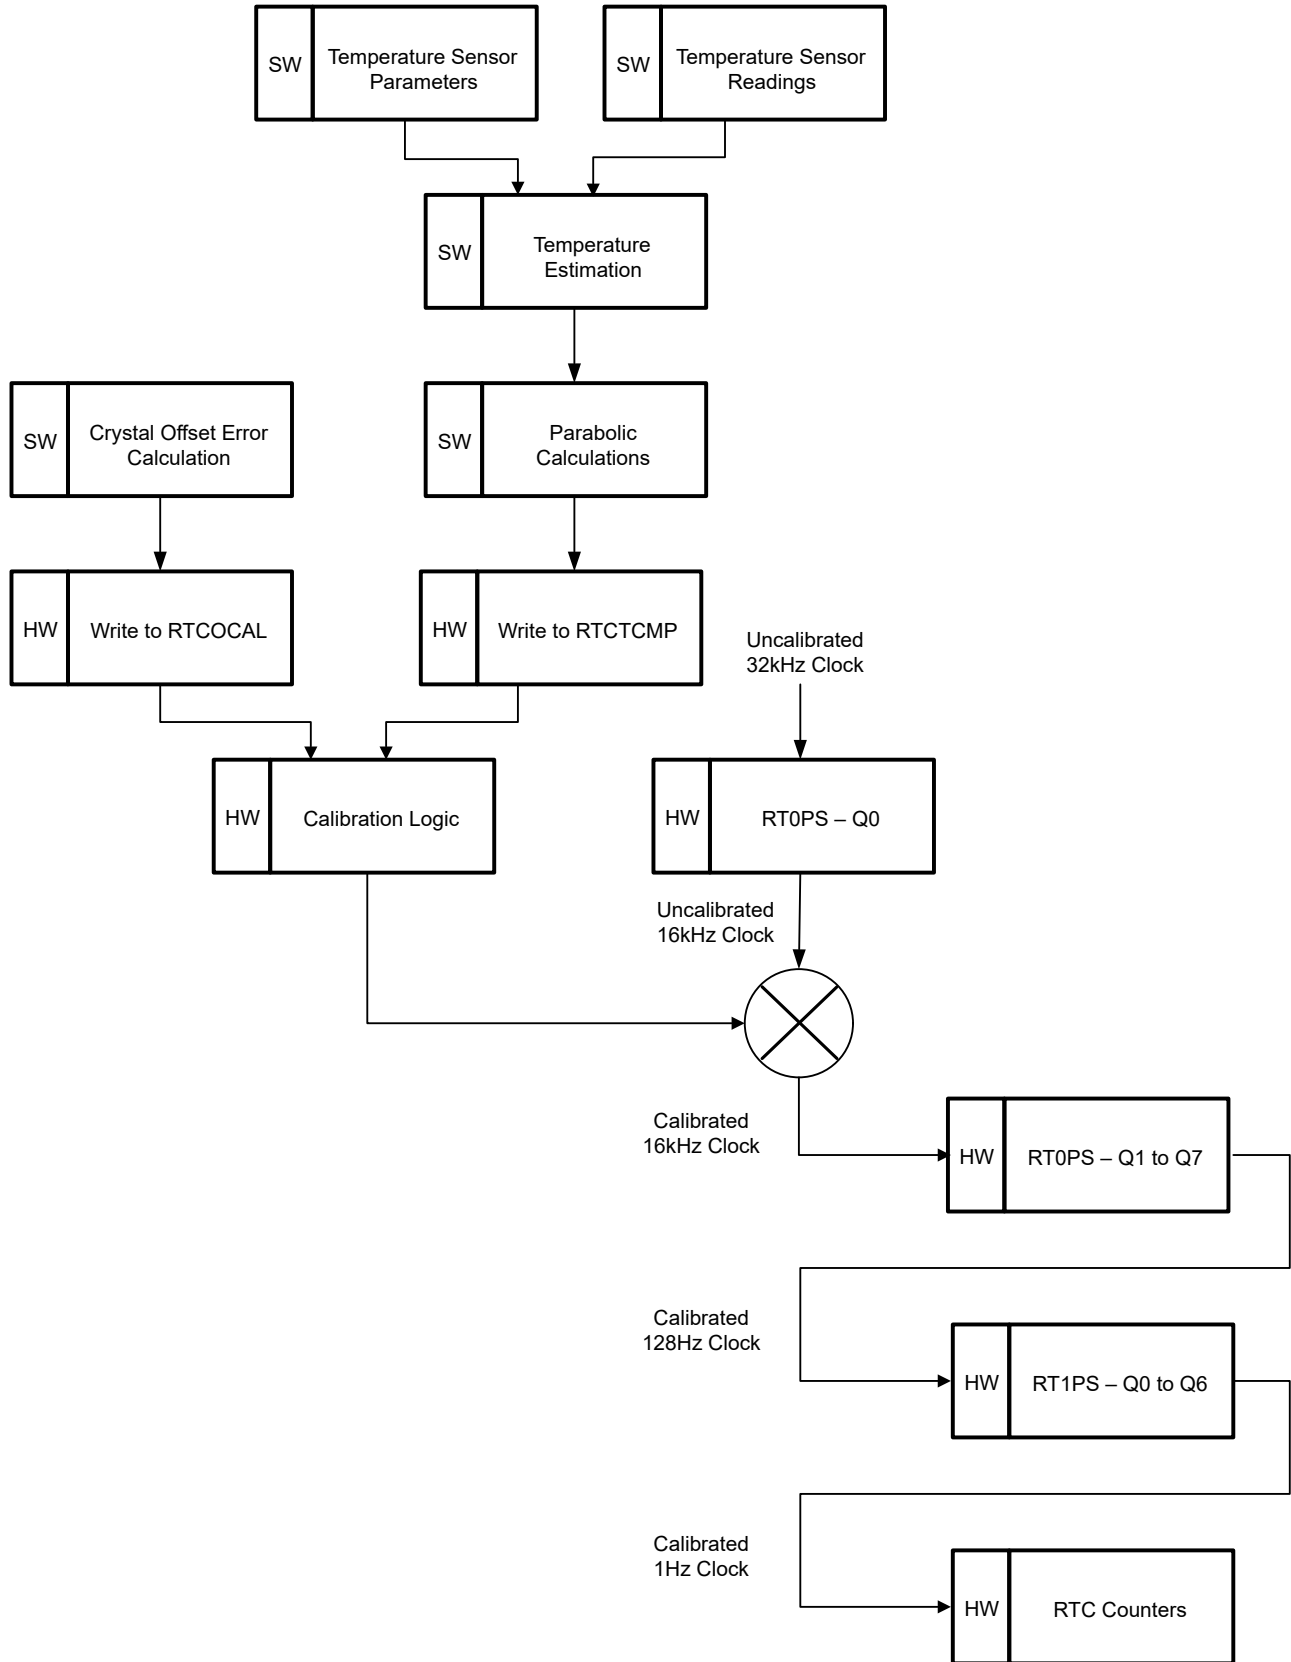 SW
Temperature Sensor
Parameters
SW
Temperature Sensor
Readings
SW
Temperature
Estimation
SW
Crystal Offset Error
Calculation
SW
Parabolic
Calculations
HW
Write to RTCOCAL
HW
Write to RTCTCMP
Uncalibrated
32kHz Clock
HW
Calibration Logic
HW
RT0PS – Q0
Uncalibrated
16kHz Clock
Calibrated
16kHz Clock
HW
RT0PS – Q1 to Q7
Calibrated
128Hz Clock
HW
RT1PS – Q0 to Q6
Calibrated
1Hz Clock
HW
RTC Counters